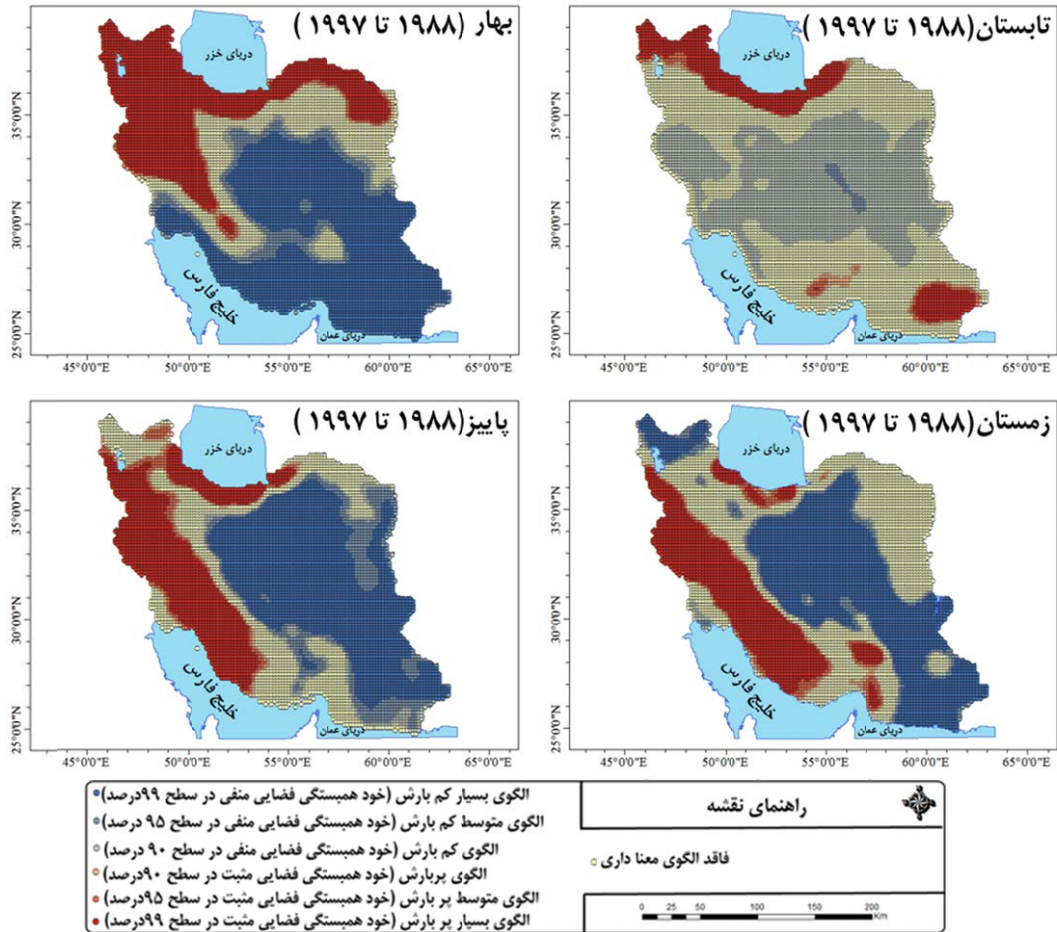 بهار (۱۹۸۸ تا ۱۹۹۷ )
دریای خزر
خلیج فارس
دریای عمان
35°0'0"N
30°0'0"N
25°0'0"N
45°0'0"E 50°0'0"E 55°0'0"E 60°0'0"E 65°0'0"E
تابستان(۱۹۸۸ تا ۱۹۹۷ )
دریای خزر
خلیج فارس
دریای عمان
35°0'0"N
30°0'0"N
25°0'0"N
45°0'0"E 50°0'0"E 55°0'0"E 60°0'0"E 65°0'0"E
پاییز(۱۹۸۸ تا ۱۹۹۷ )
دریای خزر
خلیج فارس
دریای عمان
35°0'0"N
30°0'0"N
25°0'0"N
45°0'0"E 50°0'0"E 55°0'0"E 60°0'0"E 65°0'0"E
زمستان(۱۹۸۸ تا ۱۹۹۷ )
دریای خزر
خلیج فارس
دریای عمان
35°0'0"N
30°0'0"N
25°0'0"N
45°0'0"E 50°0'0"E 55°0'0"E 60°0'0"E 65°0'0"E
راهنمای نقشه
فاقد الگوی معنا داری
0 25 50 100 150 200
Km
الگوی بسیار کم بارش (خود همبستگی فضایی منفی در سطح ۹۹درصد)
الگوی متوسط کم بارش (خود همبستگی فضایی منفی در سطح ۹۵ درصد)
الگوی کم بارش (خود همبستگی فضایی منفی در سطح ۹۰ درصد)
الگوی پربارش (خود همبستگی فضایی مثبت در سطح ۹۰درصد)
الگوی متوسط پر بارش (خود همبستگی فضایی مثبت در سطح ۹۵درصد)
الگوی بسیار پر بارش (خود همبستگی فضایی مثبت در سطح ۹۹درصد)